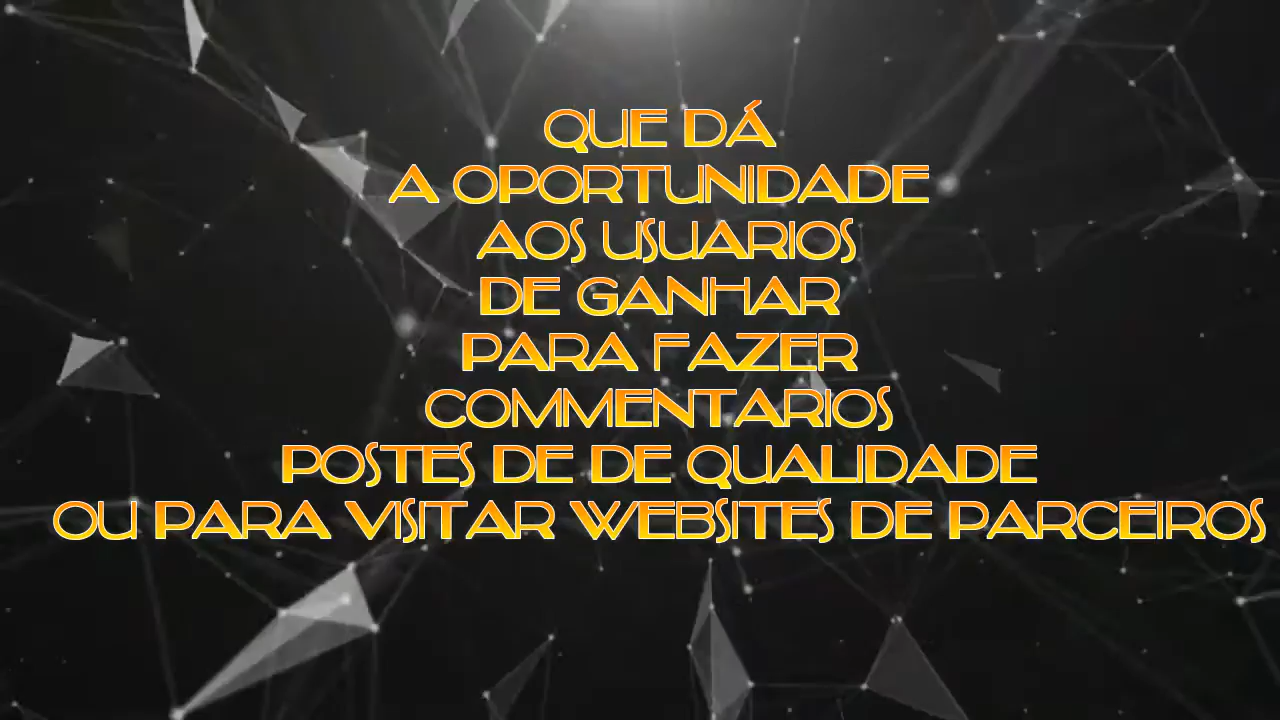 QUE DÁ
A OPORTUNIDADE
AOS USUARIOS
DE GANHAR
PARA FAZER
COMMENTARIOS
POSTES DE DE QUALIDADE
OU PARA VISITAR WEBSITES DE PARCEIROS